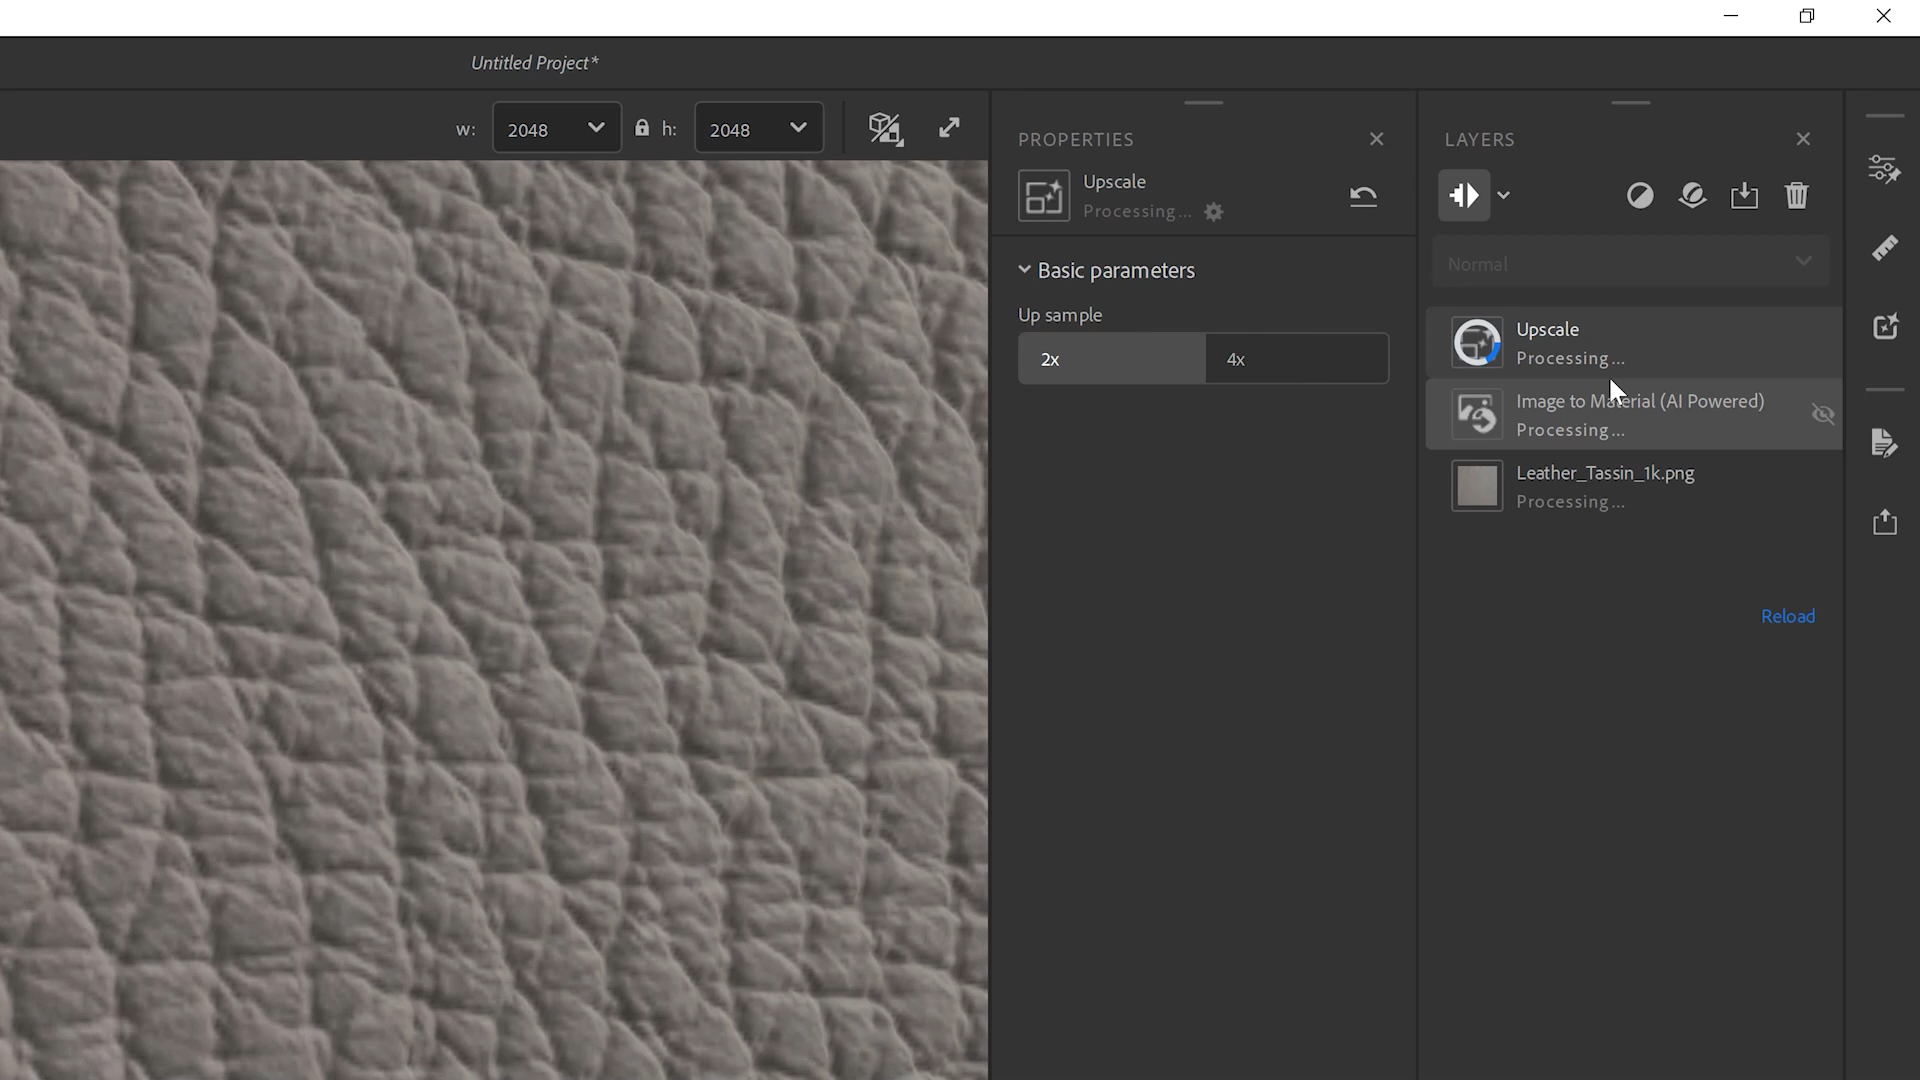 Untitled Project*
w: 2048 h: 2048
PROPERTIES
Upscale
Processing...
Basic parameters
Up sample
2x 4x
LAYERS
Normal
Upscale
Processing...
Image to Material (AI Powered)
Processing...
Leather_Tassin_1k.png
Processing...
Reload